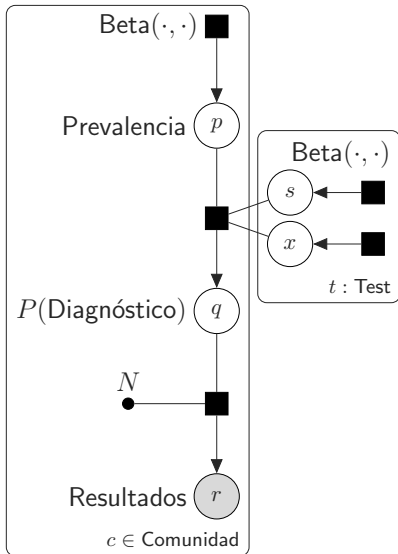 Beta(·, ·)
Prevalencia
p
Beta(·, ·)
s
x
t : Test
P(Diagnóstico)
q
N
Resultados
r
c ∈ Comunidad